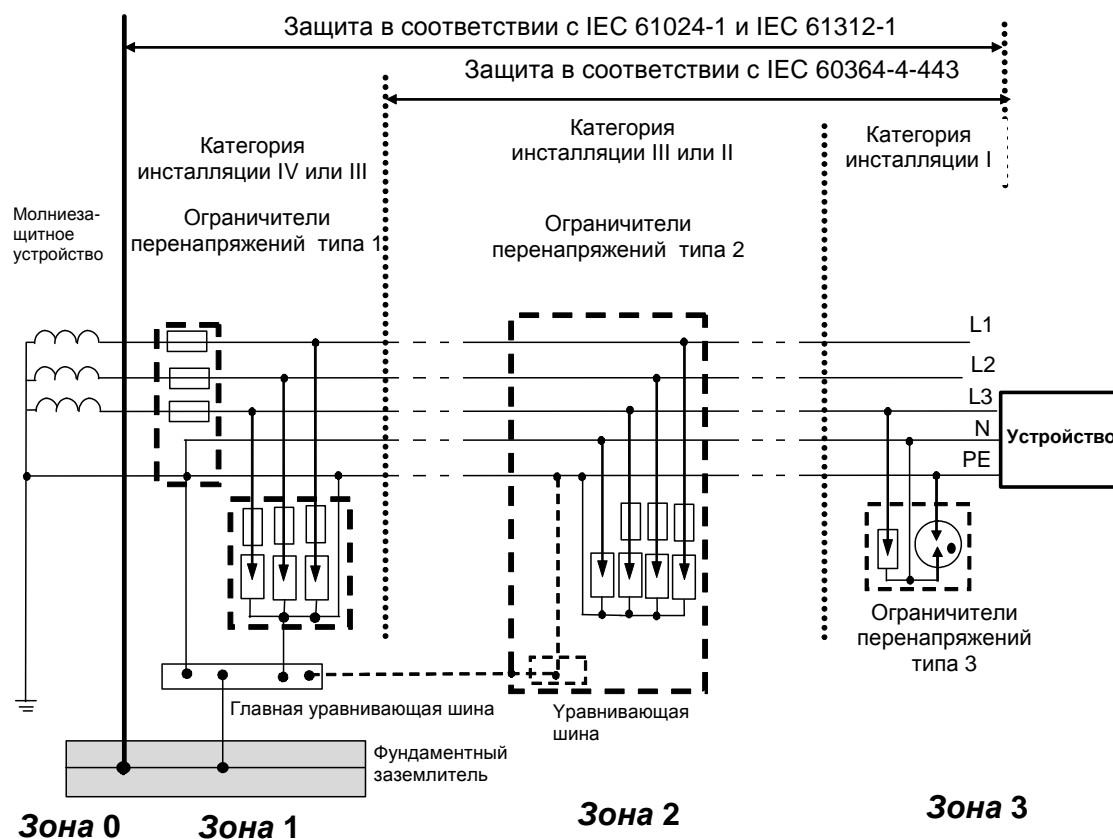 Защита в соответствии с IEC 61024-1 и IEC 61312-1
Защита в соответствии с IEC 60364-4-443
Категория
инсталляции IV или III
Категория
инсталляции III или II
Категория
инсталляции I
Молниеза-
щитное
устройство
Ограничители
перенапряжений типа 1
Ограничители
перенапряжений типа 2
L1
L2
L3
N
PE
Устройство
Ограничители
перенапряжений
типа 3
Главная уравнивающая шина
Уравнивающая
шина
Фундаментный
заземлитель
Зона 0
Зона 1
Зона 2
Зона 3